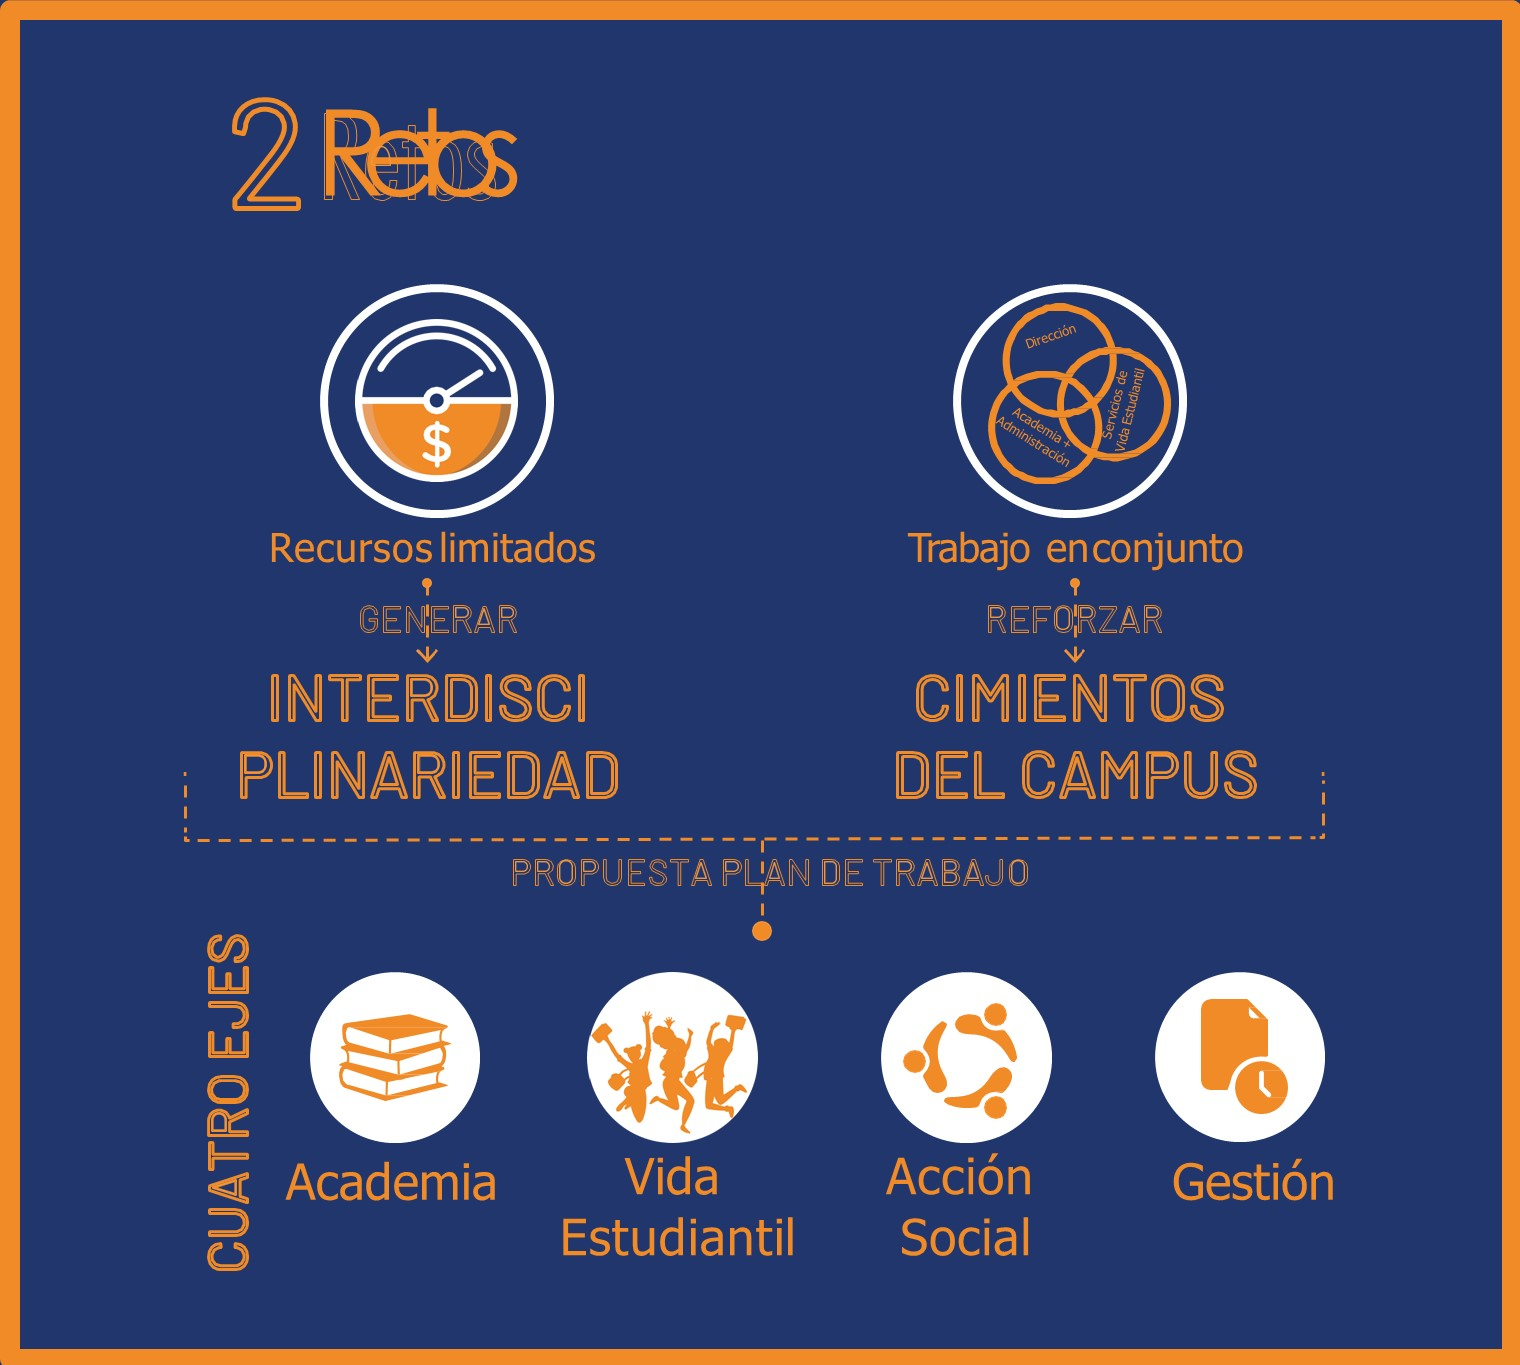 2 Retos
Dirección
Servicios de
Vida Estudiantil
Academia +
Administración
$
Recursos limitados
GENERAR
INTERDISCI
PLINARIEDAD
Trabajo en conjunto
REFORZAR
CIMIENTOS
DEL CAMPUS
PROPUESTA PLAN DE TRABAJO
CUATRO EJES
Academia
Vida
Estudiantil
Acción
Social
Gestión